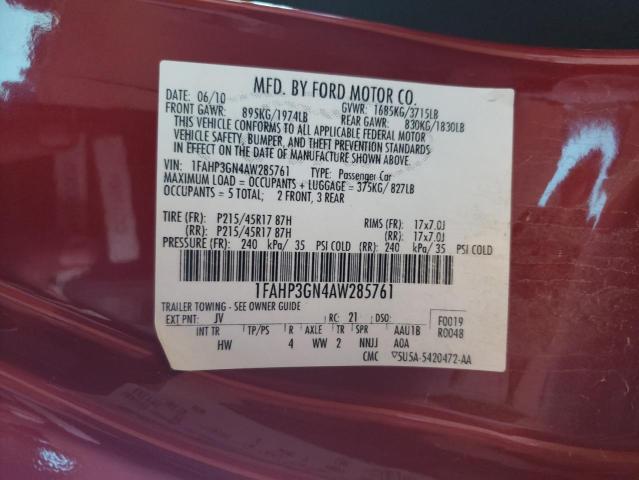 MFD. BY FORD MOTOR CO.
DATE: 06/10 GVWR: 1685KG/3715LB
FRONT GAWR: 895KG/1974LB REAR GAWR: 830KG/1830LB
THIS VEHICLE CONFORMS TO ALL APPLICABLE FEDERAL MOTOR
VEHICLE SAFETY, BUMPER, AND THEFT PREVENTION STANDARDS
IN EFFECT ON THE DATE OF MANUFACTURE SHOWN ABOVE.
VIN: 1FAHP3GN4AW285761 TYPE: Passenger Car
MAXIMUM LOAD = OCCUPANTS + LUGGAGE = 375KG/827LB
OCCUPANTS = 5 TOTAL; 2 FRONT, 3 REAR
TIRE (FR): P215/45R17 87H RIMS (FR): 17x7.0J
(RR): P215/45R17 87H (RR): 17x7.0J
PRESSURE (FR): 240 kPa/ 35 PSI COLD (RR): 240 kPa/ 35 PSI COLD
1FAHP3GN4AW285761
TRAILER TOWING - SEE OWNER GUIDE
EXT PNT: JV RC: 21 DSO: F0019
INT TR TP/PS R AXLE TR SPR AAU1B R0048
HW 4 WW 2 NNJJ A0A
CMC 5U5A-5420472-AA